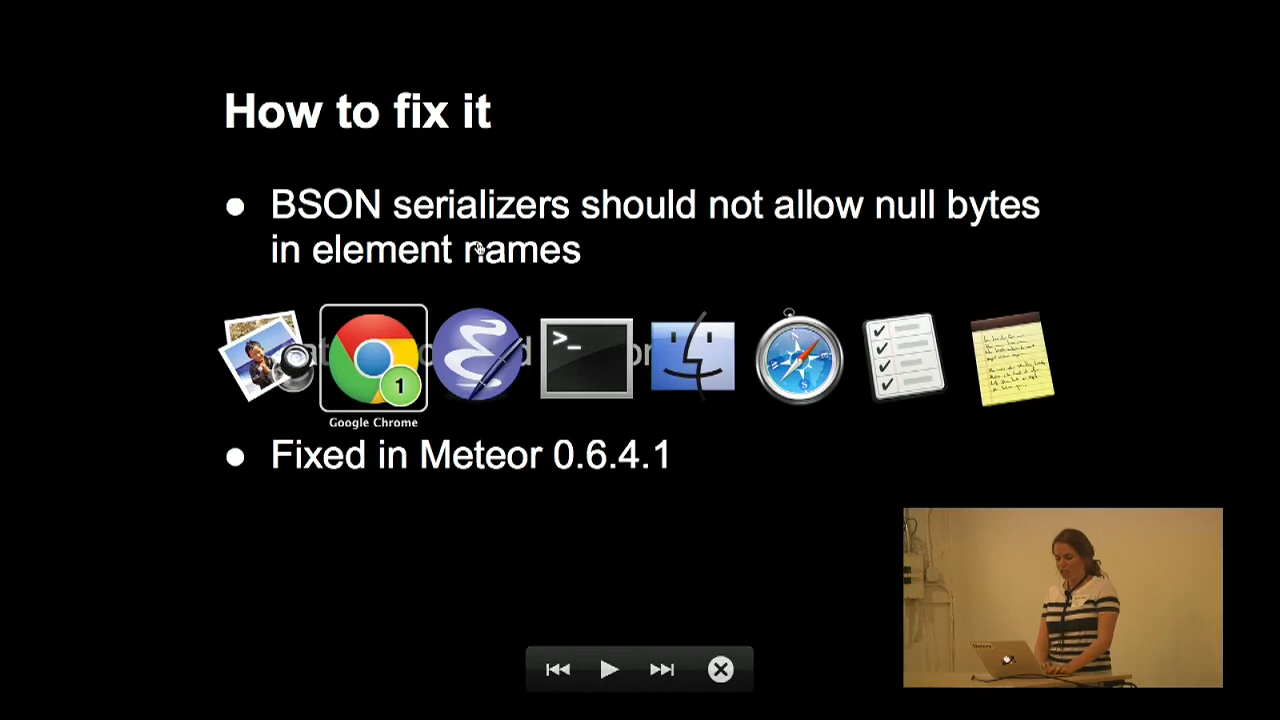 How to fix it
● BSON serializers should not allow null bytes
in element names
1
>_
Google Chrome
● Fixed in Meteor 0.6.4.1